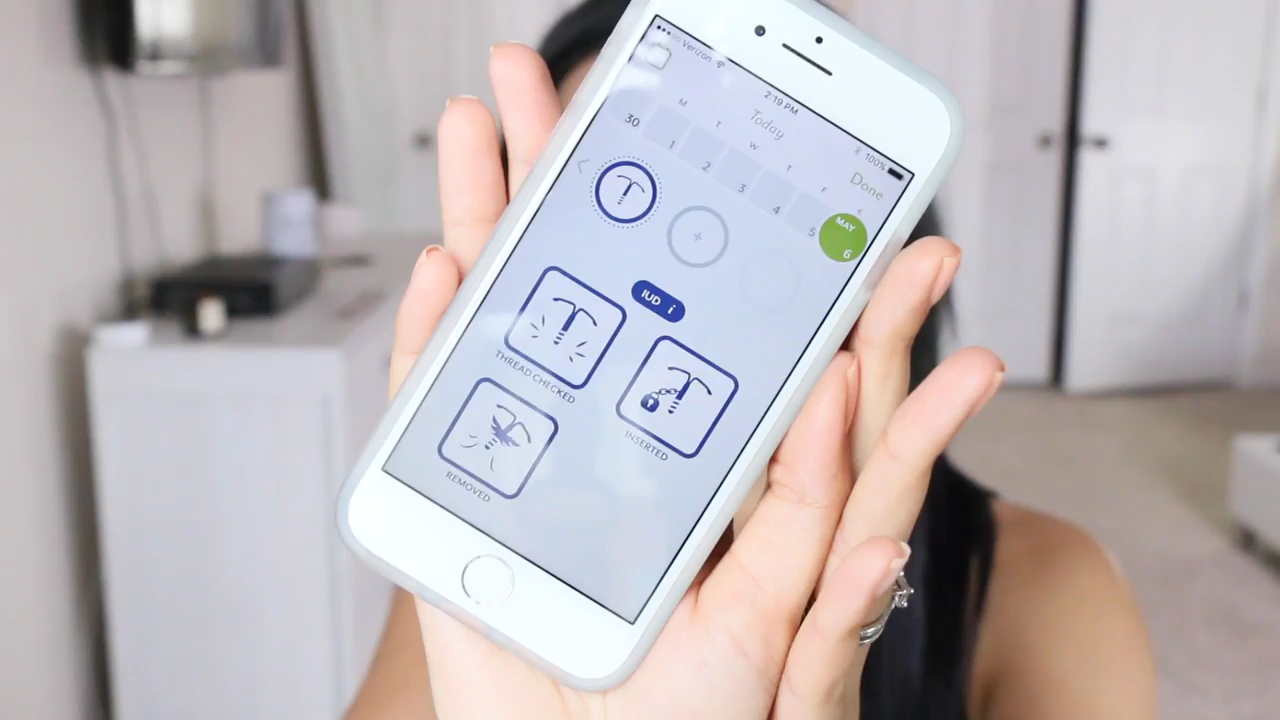 Verizon
2:19 PM
100%
Today
Done
M T W T F
30 1 2 3 4 5 MAY 6
IUD i
THREAD CHECKED
INSERTED
REMOVED